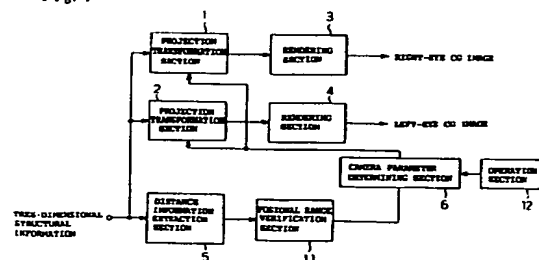 1
PROJECTION
TRANSFORMATION
SECTION
3
RENDERING
SECTION
RIGHT-EYE CG IMAGE
2
PROJECTION
TRANSFORMATION
SECTION
4
RENDERING
SECTION
LEFT-EYE CG IMAGE
CAMERA PARAMETER
DETERMINING SECTION
6
OPERATION
SECTION
12
THREE-DIMENSIONAL
STRUCTURAL
INFORMATION
DISTANCE
INFORMATION
EXTRACTION
SECTION
5
RANGE
VERIFICATION
SECTION
11